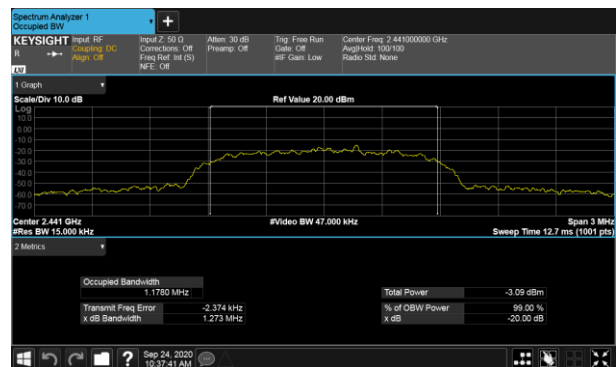 Spectrum Analyzer 1
Occupied BW
KEYSIGHT
R
LXI
Input: RF
Coupling: DC
Align: Off
Input Z: 50 Ω
Corrections: Off
Freq Ref: Int (S)
NFE: Off
Atten: 30 dB
Preamp: Off
Trig: Free Run
Gate: Off
#IF Gain: Low
Center Freq: 2.441000000 GHz
Avg|Hold: 100/100
Radio Std: None
1 Graph
Scale/Div 10.0 dB
Ref Value 20.00 dBm
Log
10.0
0.00
-10.0
-20.0
-30.0
-40.0
-50.0
-60.0
-70.0
Center 2.441 GHz
#Video BW 47.000 kHz
Span 3 MHz
#Res BW 15.000 kHz
Sweep Time 12.7 ms (1001 pts)
2 Metrics
Occupied Bandwidth
1.1780 MHz
Total Power -3.09 dBm
Transmit Freq Error -2.374 kHz
% of OBW Power 99.00 %
x dB Bandwidth 1.273 MHz
x dB -20.00 dB
?
Sep 24, 2020
10:37:41 AM